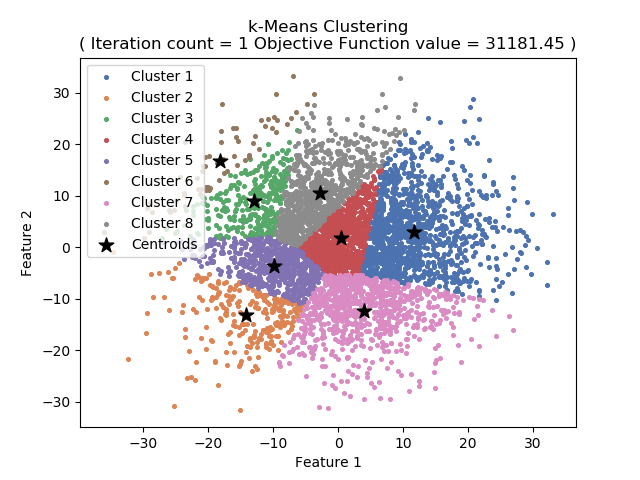 k-Means Clustering
( Iteration count = 1 Objective Function value = 31181.45 )
Cluster 1
Cluster 2
Cluster 3
Cluster 4
Cluster 5
Cluster 6
Cluster 7
Cluster 8
Centroids
30
20
10
0
−10
−20
−30
Feature 2
−30 −20 −10 0 10 20 30
Feature 1